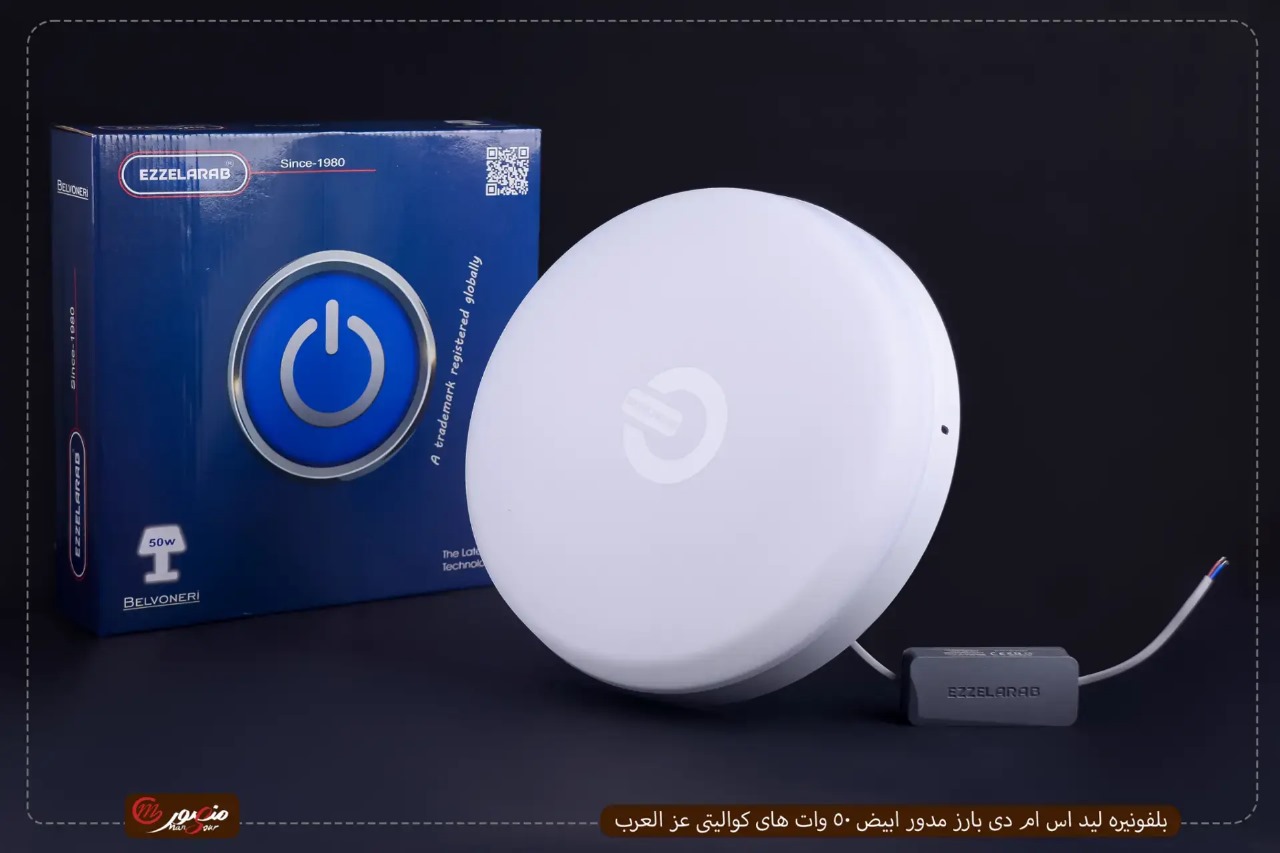 EZZELARAB
Since-1980
BELVONERİ
Since-1980
EZZELARAB
A trademark registered globally
50w
BELVONERİ
The Late
Technolo
EZZELARAB
منصور
Mansour
بلفونيره ليد اس ام دى بارز مدور ابيض ٥٠ وات هاى كواليتى عز العرب